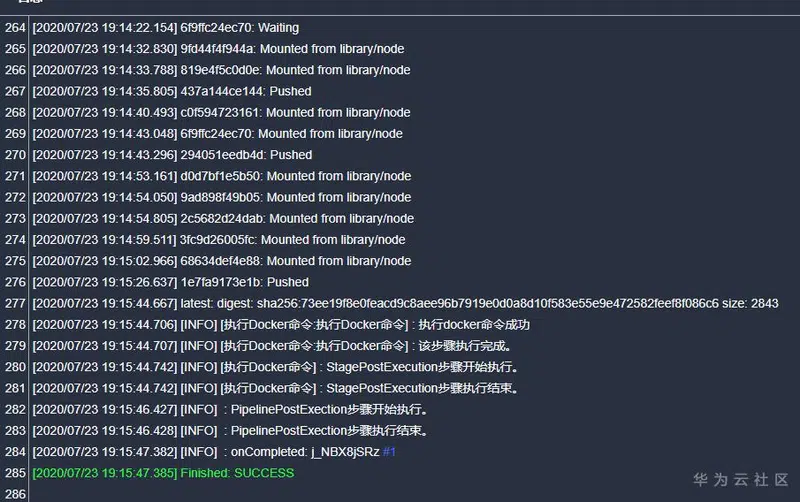 264 [2020/07/23 19:14:22.154] 6f9ffc24ec70: Waiting
265 [2020/07/23 19:14:32.830] 9fd44f4f944a: Mounted from library/node
266 [2020/07/23 19:14:33.788] 819e4f5c0d0e: Mounted from library/node
267 [2020/07/23 19:14:35.805] 437a144ce144: Pushed
268 [2020/07/23 19:14:40.493] c0f594723161: Mounted from library/node
269 [2020/07/23 19:14:43.048] 6f9ffc24ec70: Mounted from library/node
270 [2020/07/23 19:14:43.296] 294051eedb4d: Pushed
271 [2020/07/23 19:14:53.161] d0d7bf1e5b50: Mounted from library/node
272 [2020/07/23 19:14:54.050] 9ad898f49b05: Mounted from library/node
273 [2020/07/23 19:14:54.805] 2c5682d24dab: Mounted from library/node
274 [2020/07/23 19:14:59.511] 3fc9d26005fc: Mounted from library/node
275 [2020/07/23 19:15:02.966] 68634def4e88: Mounted from library/node
276 [2020/07/23 19:15:26.637] 1e7fa9173e1b: Pushed
277 [2020/07/23 19:15:44.667] latest: digest: sha256:73ee19f8e0feacd9c8aee96b7919e0d0a8d10f583e55e9e472582feef8f086c6 size: 2843
278 [2020/07/23 19:15:44.706] [INFO] [执行Docker命令:执行Docker命令] : 执行docker命令成功
279 [2020/07/23 19:15:44.707] [INFO] [执行Docker命令:执行Docker命令] : 该步骤执行完成。
280 [2020/07/23 19:15:44.742] [INFO] [执行Docker命令] : StagePostExecution步骤开始执行。
281 [2020/07/23 19:15:44.742] [INFO] [执行Docker命令] : StagePostExecution步骤执行结束。
282 [2020/07/23 19:15:46.427] [INFO] : PipelinePostExection步骤开始执行。
283 [2020/07/23 19:15:46.428] [INFO] : PipelinePostExection步骤执行结束。
284 [2020/07/23 19:15:47.382] [INFO] : onCompleted: j_NBX8jSRz #1
285 [2020/07/23 19:15:47.385] Finished: SUCCESS
286
华为云社区